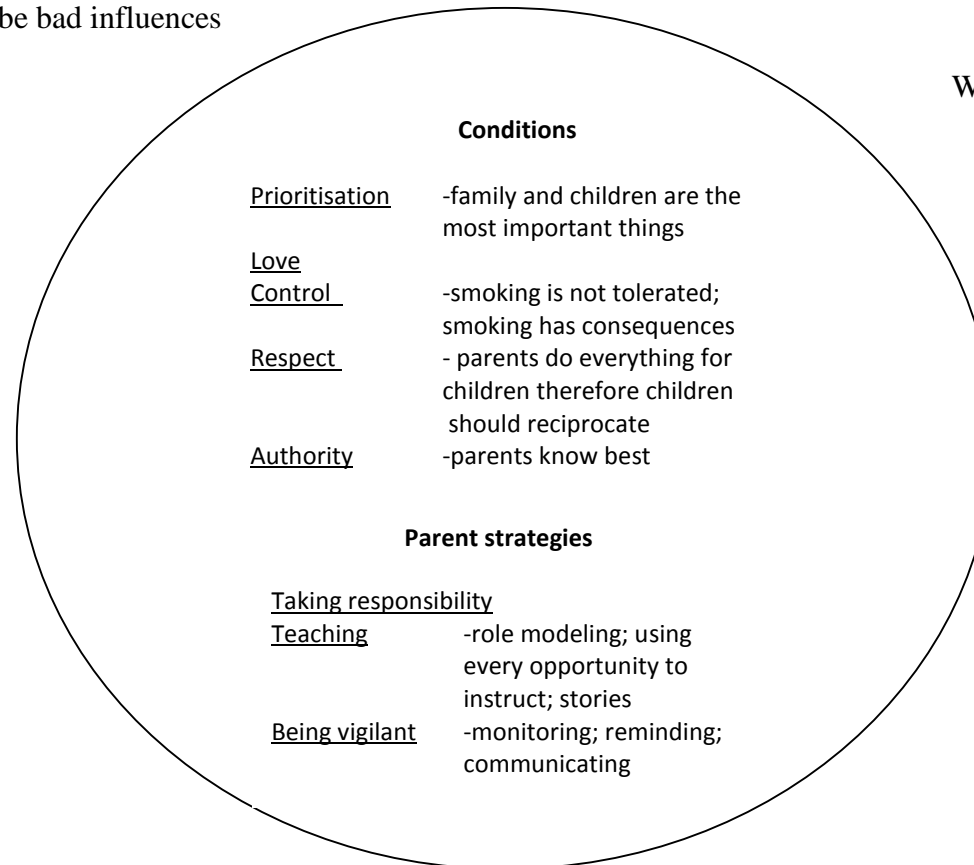 be bad influences
W
Conditions
Prioritisation -family and children are the
most important things
Love
Control -smoking is not tolerated;
smoking has consequences
Respect - parents do everything for
children therefore children
should reciprocate
Authority -parents know best
Parent strategies
Taking responsibility
Teaching -role modeling; using
every opportunity to
instruct; stories
Being vigilant -monitoring; reminding;
communicating